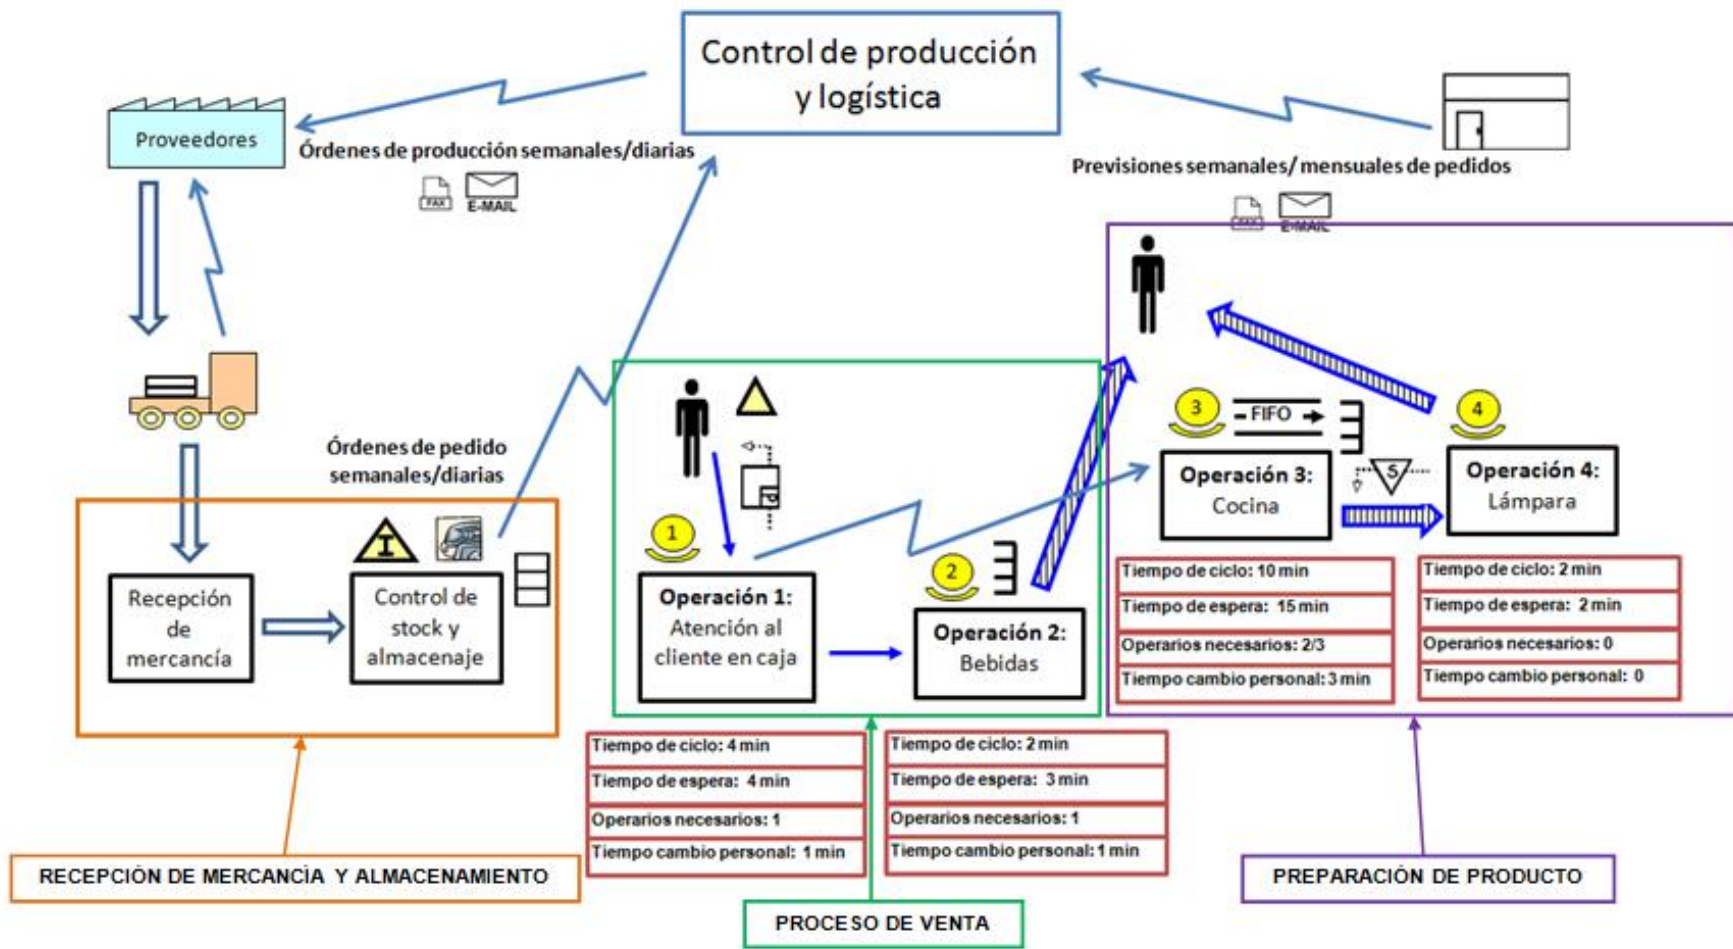 Control de producción
y logística
Proveedores
Órdenes de producción semanales/diarias
FAX
E-MAIL
Previsiones semanales/ mensuales de pedidos
FAX
E-MAIL
Órdenes de pedido
semanales/diarias
I
Recepción
de
mercancía
Control de
stock y
almacenaje
1
Operación 1:
Atención al
cliente en caja
2
Operación 2:
Bebidas
3
FIFO
Operación 3:
Cocina
S
4
Operación 4:
Lámpara
Tiempo de ciclo: 10 min
Tiempo de espera: 15 min
Operarios necesarios: 2/3
Tiempo cambio personal: 3 min
Tiempo de ciclo: 2 min
Tiempo de espera: 2 min
Operarios necesarios: 0
Tiempo cambio personal: 0
Tiempo de ciclo: 4 min
Tiempo de espera: 4 min
Operarios necesarios: 1
Tiempo cambio personal: 1 min
Tiempo de ciclo: 2 min
Tiempo de espera: 3 min
Operarios necesarios: 1
Tiempo cambio personal: 1 min
RECEPCIÓN DE MERCANCÌA Y ALMACENAMIENTO
PROCESO DE VENTA
PREPARACIÓN DE PRODUCTO